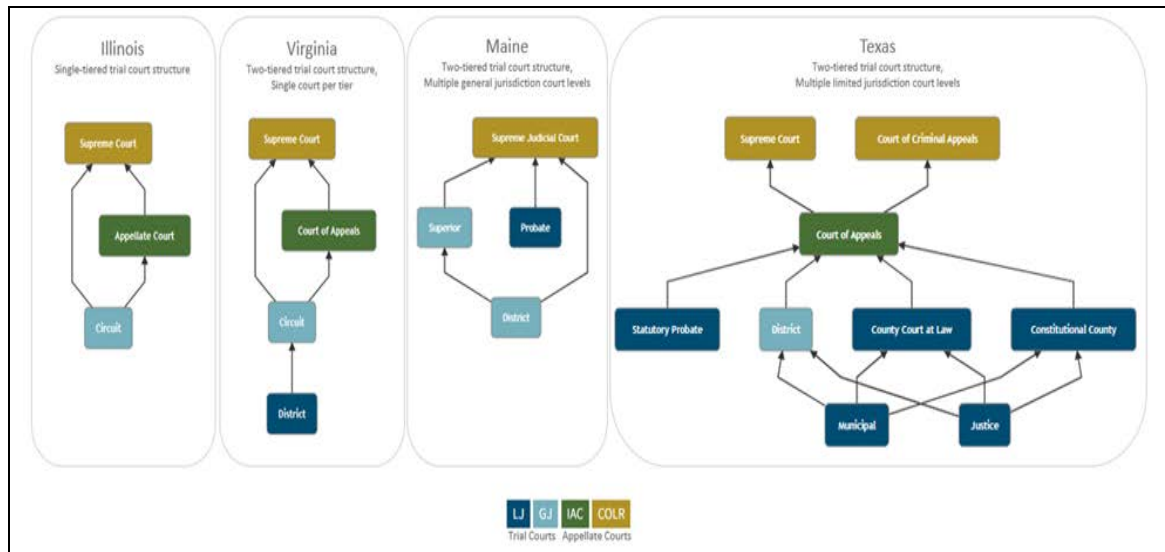 Illinois
Single-tiered trial court structure
Supreme Court
Appellate Court
Circuit
Virginia
Two-tiered trial court structure,
Single court per tier
Supreme Court
Court of Appeals
Circuit
District
Maine
Two-tiered trial court structure,
Multiple general jurisdiction court levels
Supreme Judicial Court
Superior
Probate
District
Texas
Two-tiered trial court structure,
Multiple limited jurisdiction court levels
Supreme Court
Court of Criminal Appeals
Court of Appeals
Statutory Probate
District
County Court at Law
Constitutional County
Municipal
Justice
LJ GJ IAC COLR
Trial Courts Appellate Courts